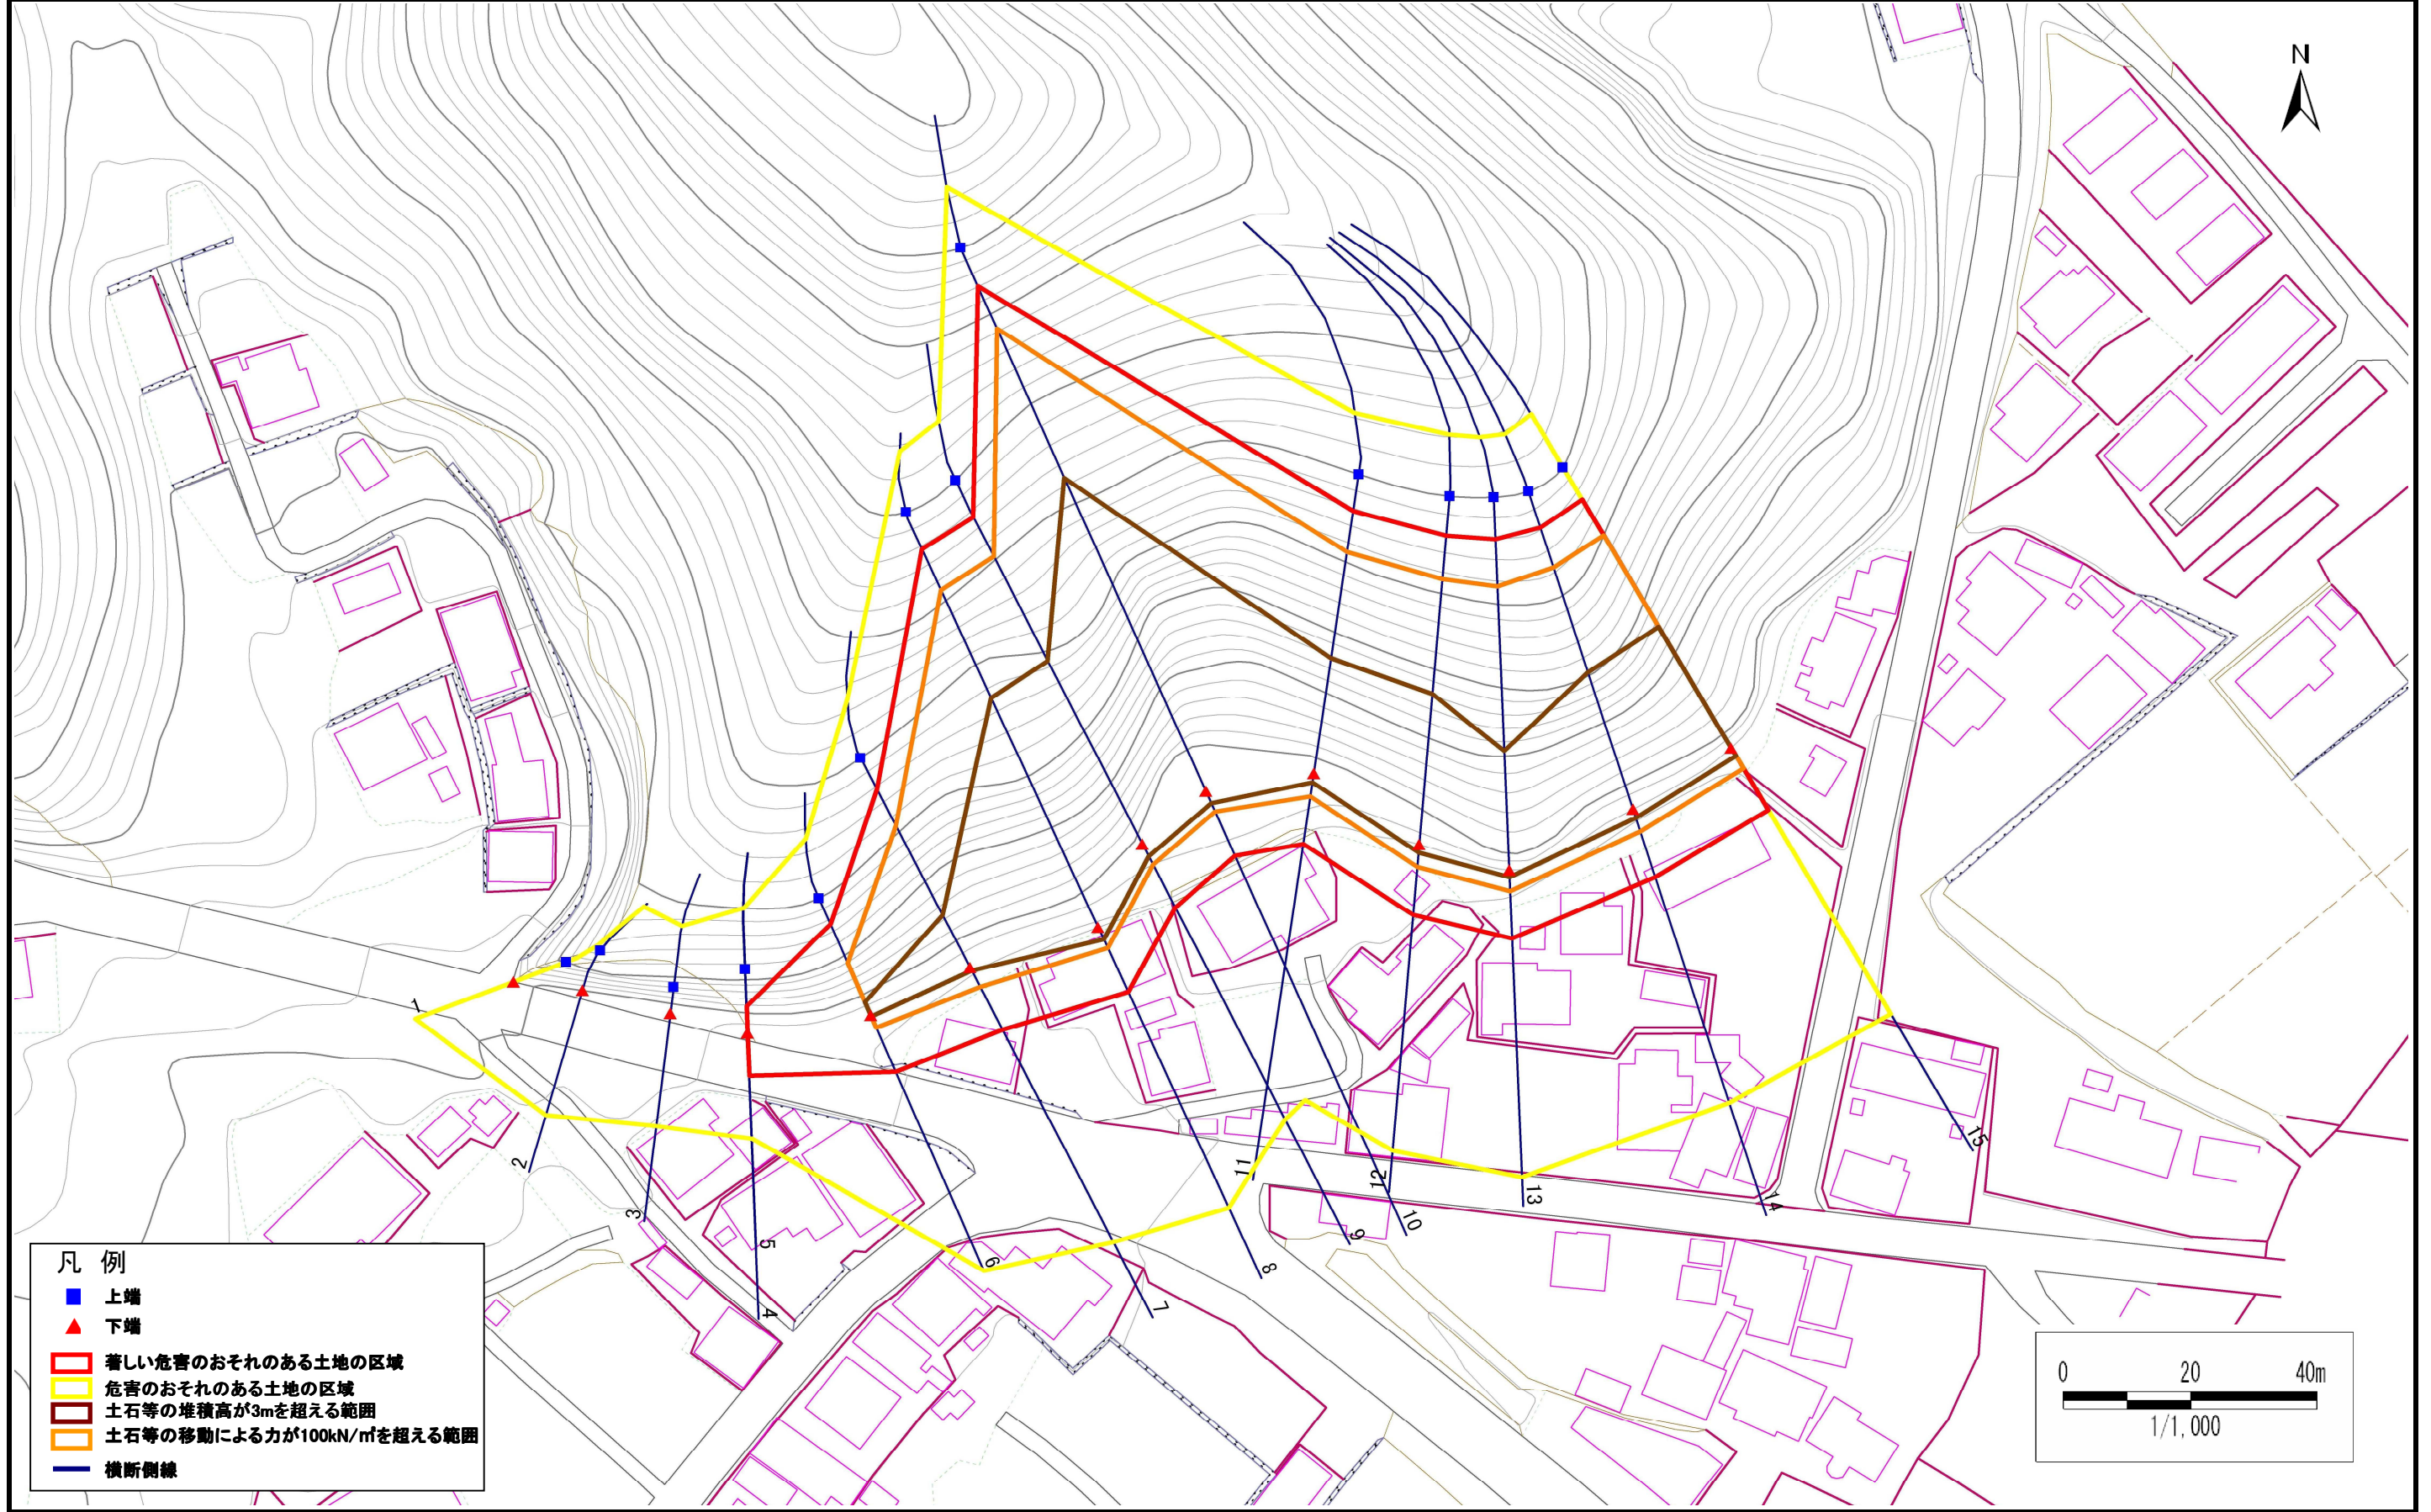 N
1
2
3
4
5
6
7
8
9
10
11
12
13
14
15
凡 例
上端
下端
著しい危害のおそれのある土地の区域
危害のおそれのある土地の区域
土石等の堆積高が3mを超える範囲
土石等の移動による力が100kN/㎡を超える範囲
横断側線
0 20 40m
1/1,000